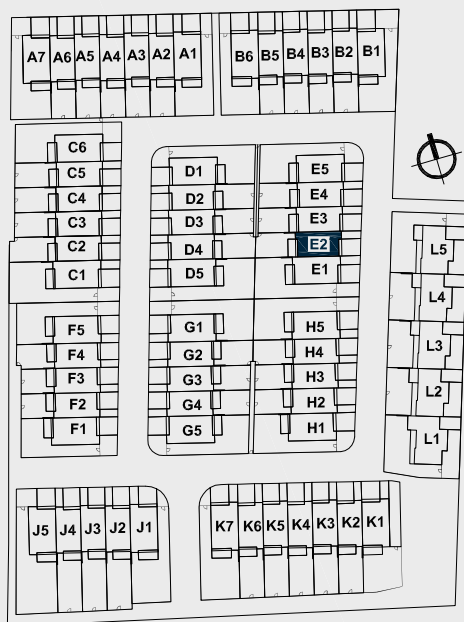 A7 A6 A5 A4 A3 A2 A1
B6 B5 B4 B3 B2 B1
C6
C5
C4
C3
C2
C1
D1
D2
D3
D4
D5
E5
E4
E3
E2
E1
L5
L4
L3
L2
L1
F5
F4
F3
F2
F1
G1
G2
G3
G4
G5
H5
H4
H3
H2
H1
J5 J4 J3 J2 J1
K7 K6 K5 K4 K3 K2 K1